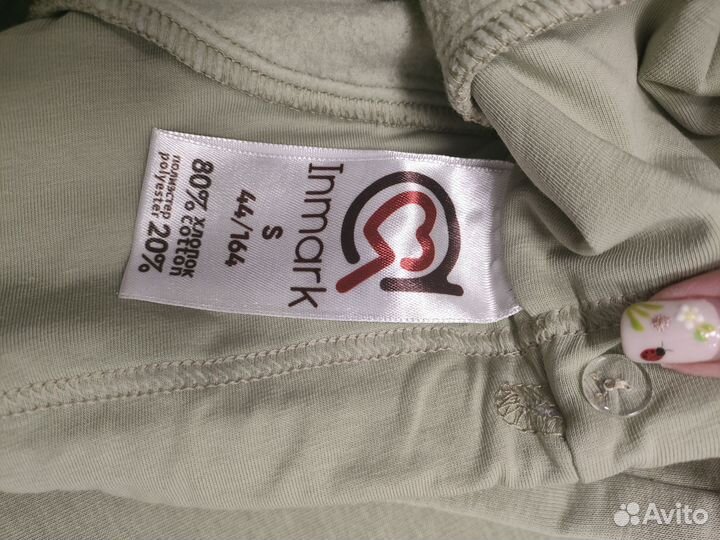 Inmark
S
44/164
80% хлопок
cotton
полиэстер 20%
polyester
Avito